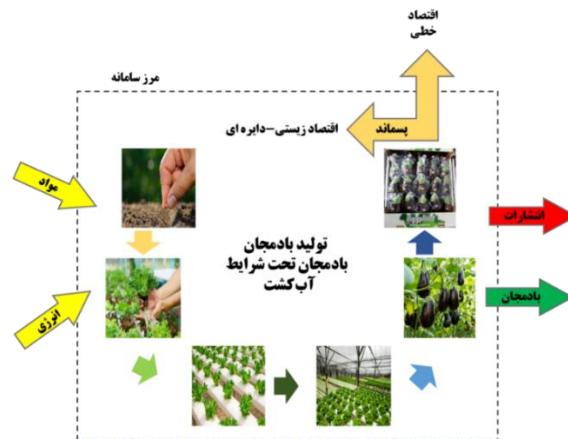 اقتصاد
خطی
مرز سامانه
اقتصاد زیستی-دایره ای
پسماند
مواد
انتشارات
تولید بادمجان
بادمجان تحت شرایط
آب کشت
بادمجان
انرژی